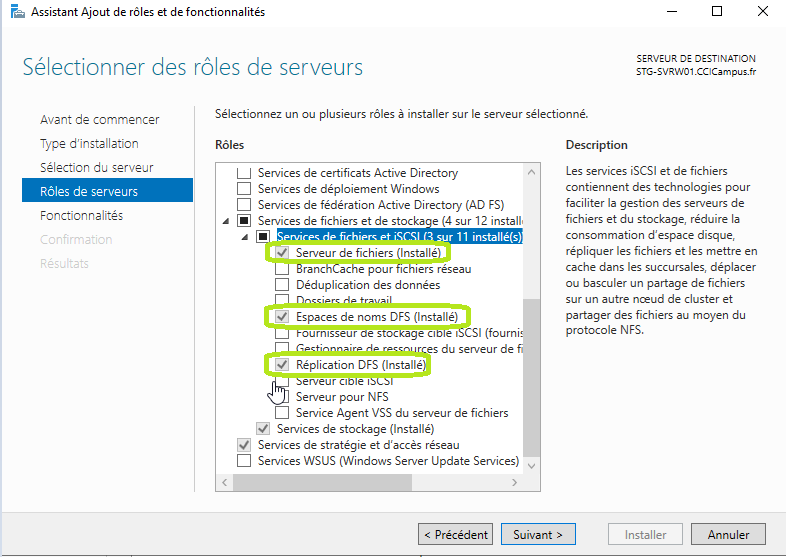 Assistant Ajout de rôles et de fonctionnalités
Sélectionner des rôles de serveurs
SERVEUR DE DESTINATION
STG-SVRW01.CCICampus.fr
Avant de commencer
Type d'installation
Sélection du serveur
Rôles de serveurs
Fonctionnalités
Confirmation
Résultats
Sélectionnez un ou plusieurs rôles à installer sur le serveur sélectionné.
Rôles
Services de certificats Active Directory
Services de déploiement Windows
Services de fédération Active Directory (AD FS)
Services de fichiers et de stockage (4 sur 12 install
Services de fichiers et iSCSI (3 sur 11 installé(s))
Serveur de fichiers (Installé)
BranchCache pour fichiers réseau
Déduplication des données
Dossiers de travail
Espaces de noms DFS (Installé)
Fournisseur de stockage cible iSCSI (fournis
Gestionnaire de ressources du serveur de fi
Réplication DFS (Installé)
Serveur cible iSCSI
Serveur pour NFS
Service Agent VSS du serveur de fichiers
Services de stockage (Installé)
Services de stratégie et d'accès réseau
Services WSUS (Windows Server Update Services)
Description
Les services iSCSI et de fichiers
contiennent des technologies pour
faciliter la gestion des serveurs de
fichiers et du stockage, réduire la
consommation d'espace disque,
répliquer les fichiers et les mettre en
cache dans les succursales, déplacer
ou basculer un partage de fichiers
sur un autre nœud de cluster et
partager des fichiers au moyen du
protocole NFS.
< Précédent
Suivant >
Installer
Annuler